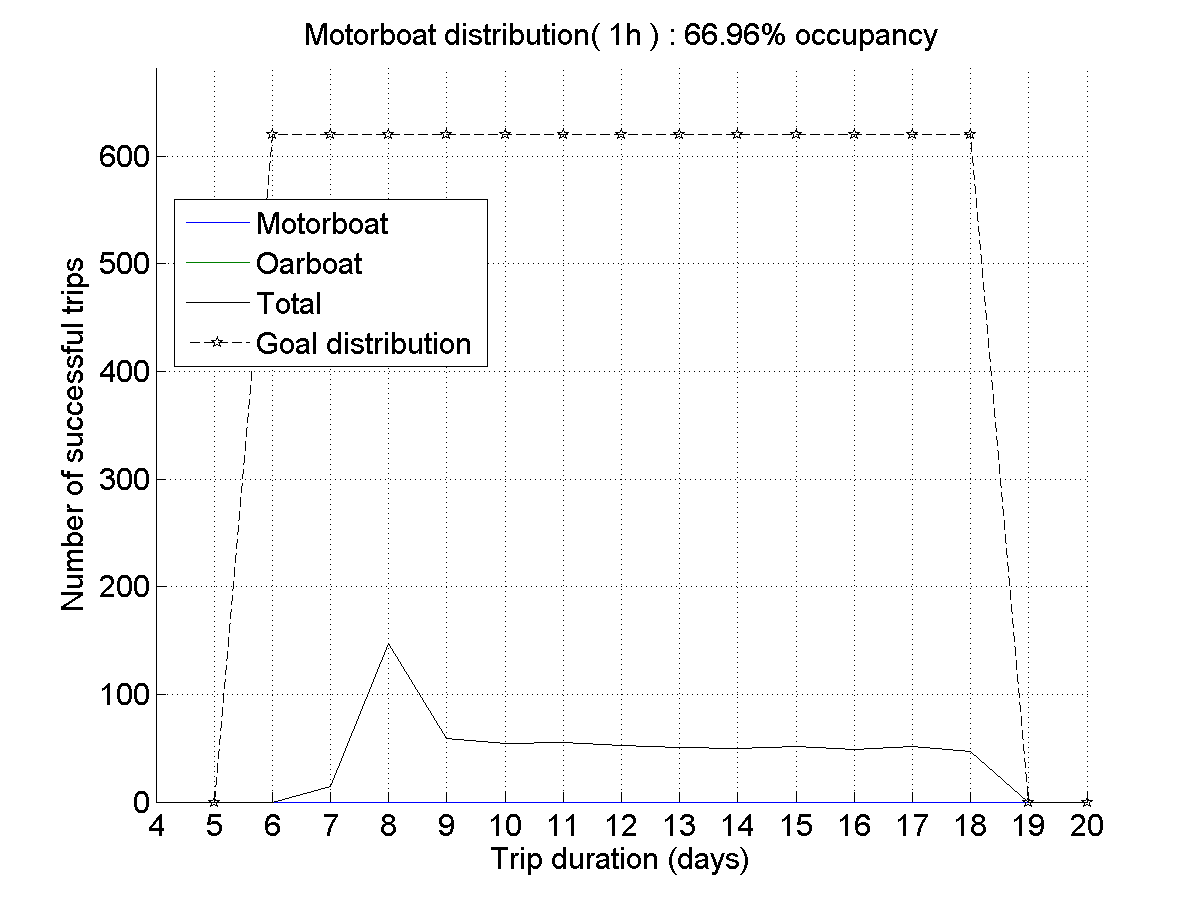 Motorboat distribution( 1h ) : 66.96% occupancy
Number of successful trips
600
500
400
300
200
100
0
Motorboat
Oarboat
Total
Goal distribution
4 5 6 7 8 9 10 11 12 13 14 15 16 17 18 19 20
Trip duration (days)